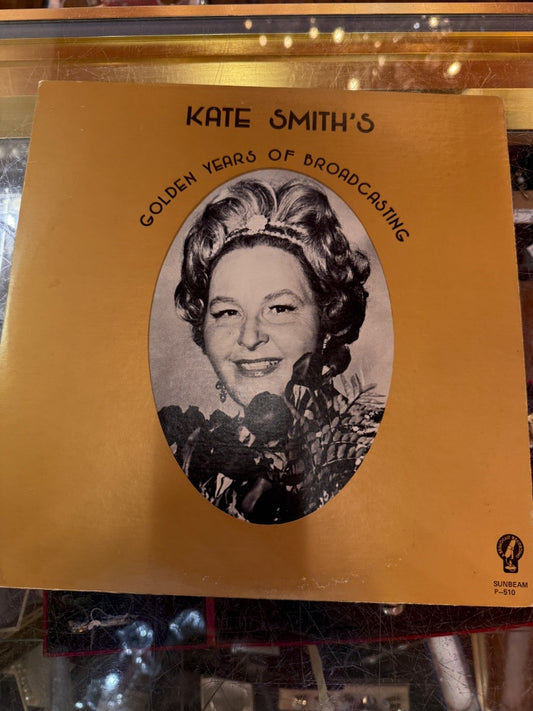 KATE SMITH'S
GOLDEN YEARS OF BROADCASTING
SUNBEAM
P-510